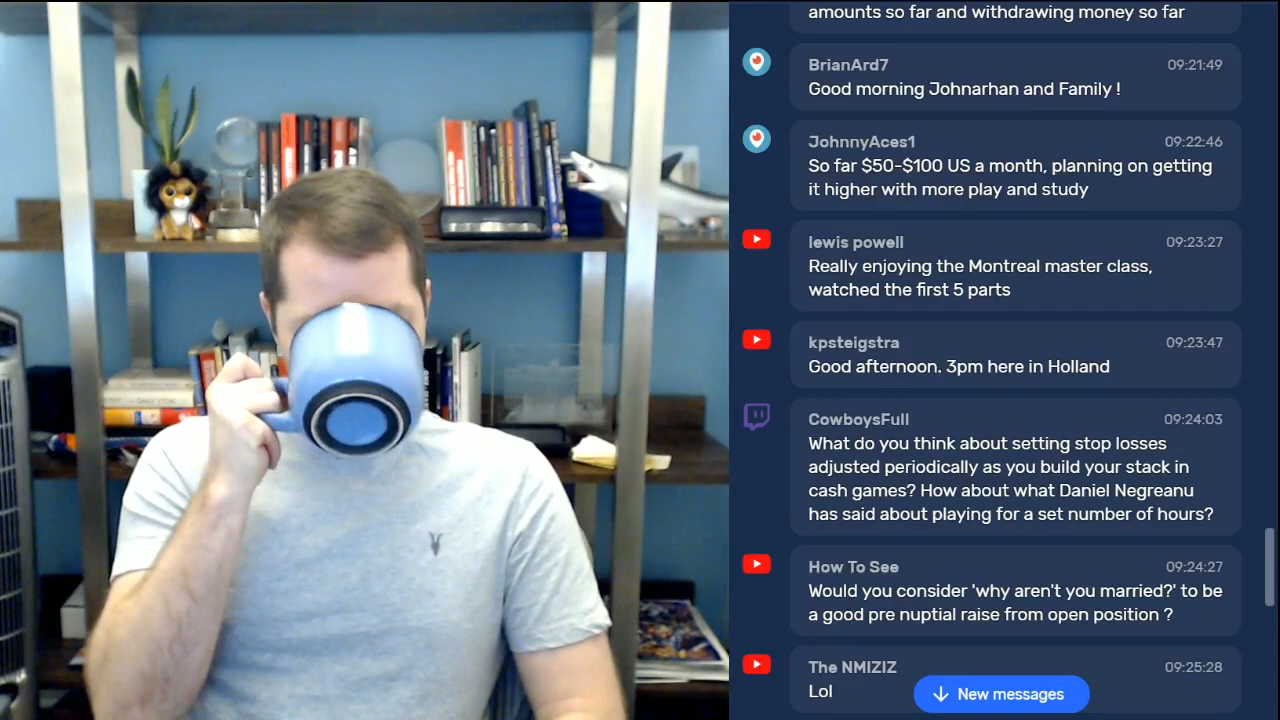 amounts so far and withdrawing money so far
BrianArd7 09:21:49
Good morning Johnarhan and Family !
JohnnyAces1 09:22:46
So far $50-$100 US a month, planning on getting
it higher with more play and study
lewis powell 09:23:27
Really enjoying the Montreal master class,
watched the first 5 parts
kpsteigstra 09:23:47
Good afternoon. 3pm here in Holland
CowboysFull 09:24:03
What do you think about setting stop losses
adjusted periodically as you build your stack in
cash games? How about what Daniel Negreanu
has said about playing for a set number of hours?
How To See 09:24:27
Would you consider 'why aren't you married?' to be
a good pre nuptial raise from open position ?
The NMIZIZ 09:25:28
Lol
New messages